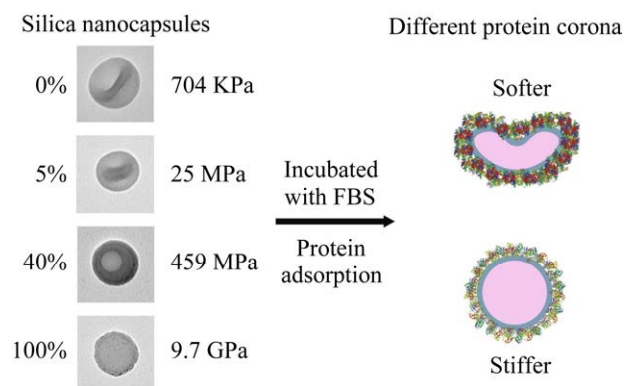 Silica nanocapsules
0% 704 KPa
5% 25 MPa
40% 459 MPa
100% 9.7 GPa
Incubated
with FBS
Protein
adsorption
Different protein corona
Softer
Stiffer